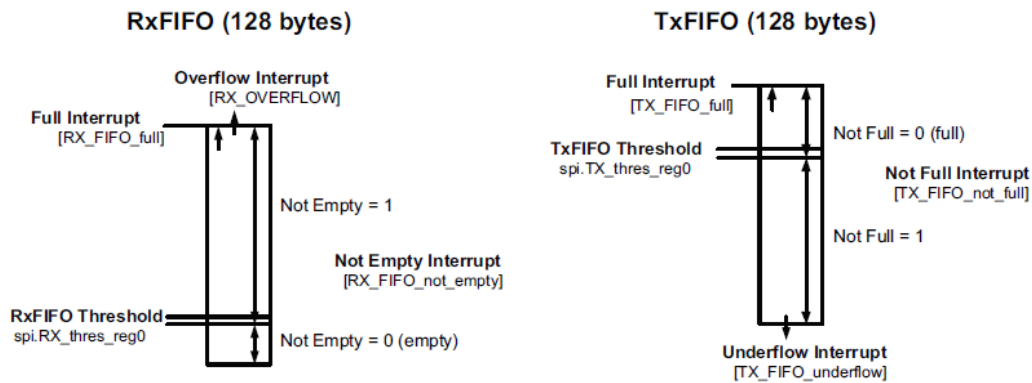 RxFIFO (128 bytes)
Overflow Interrupt
[RX_OVERFLOW]
Full Interrupt
[RX_FIFO_full]
Not Empty = 1
Not Empty Interrupt
[RX_FIFO_not_empty]
RxFIFO Threshold
spi.RX_thres_reg0
Not Empty = 0 (empty)
TxFIFO (128 bytes)
Full Interrupt
[TX_FIFO_full]
Not Full = 0 (full)
TxFIFO Threshold
spi.TX_thres_reg0
Not Full Interrupt
[TX_FIFO_not_full]
Not Full = 1
Underflow Interrupt
[TX_FIFO_underflow]